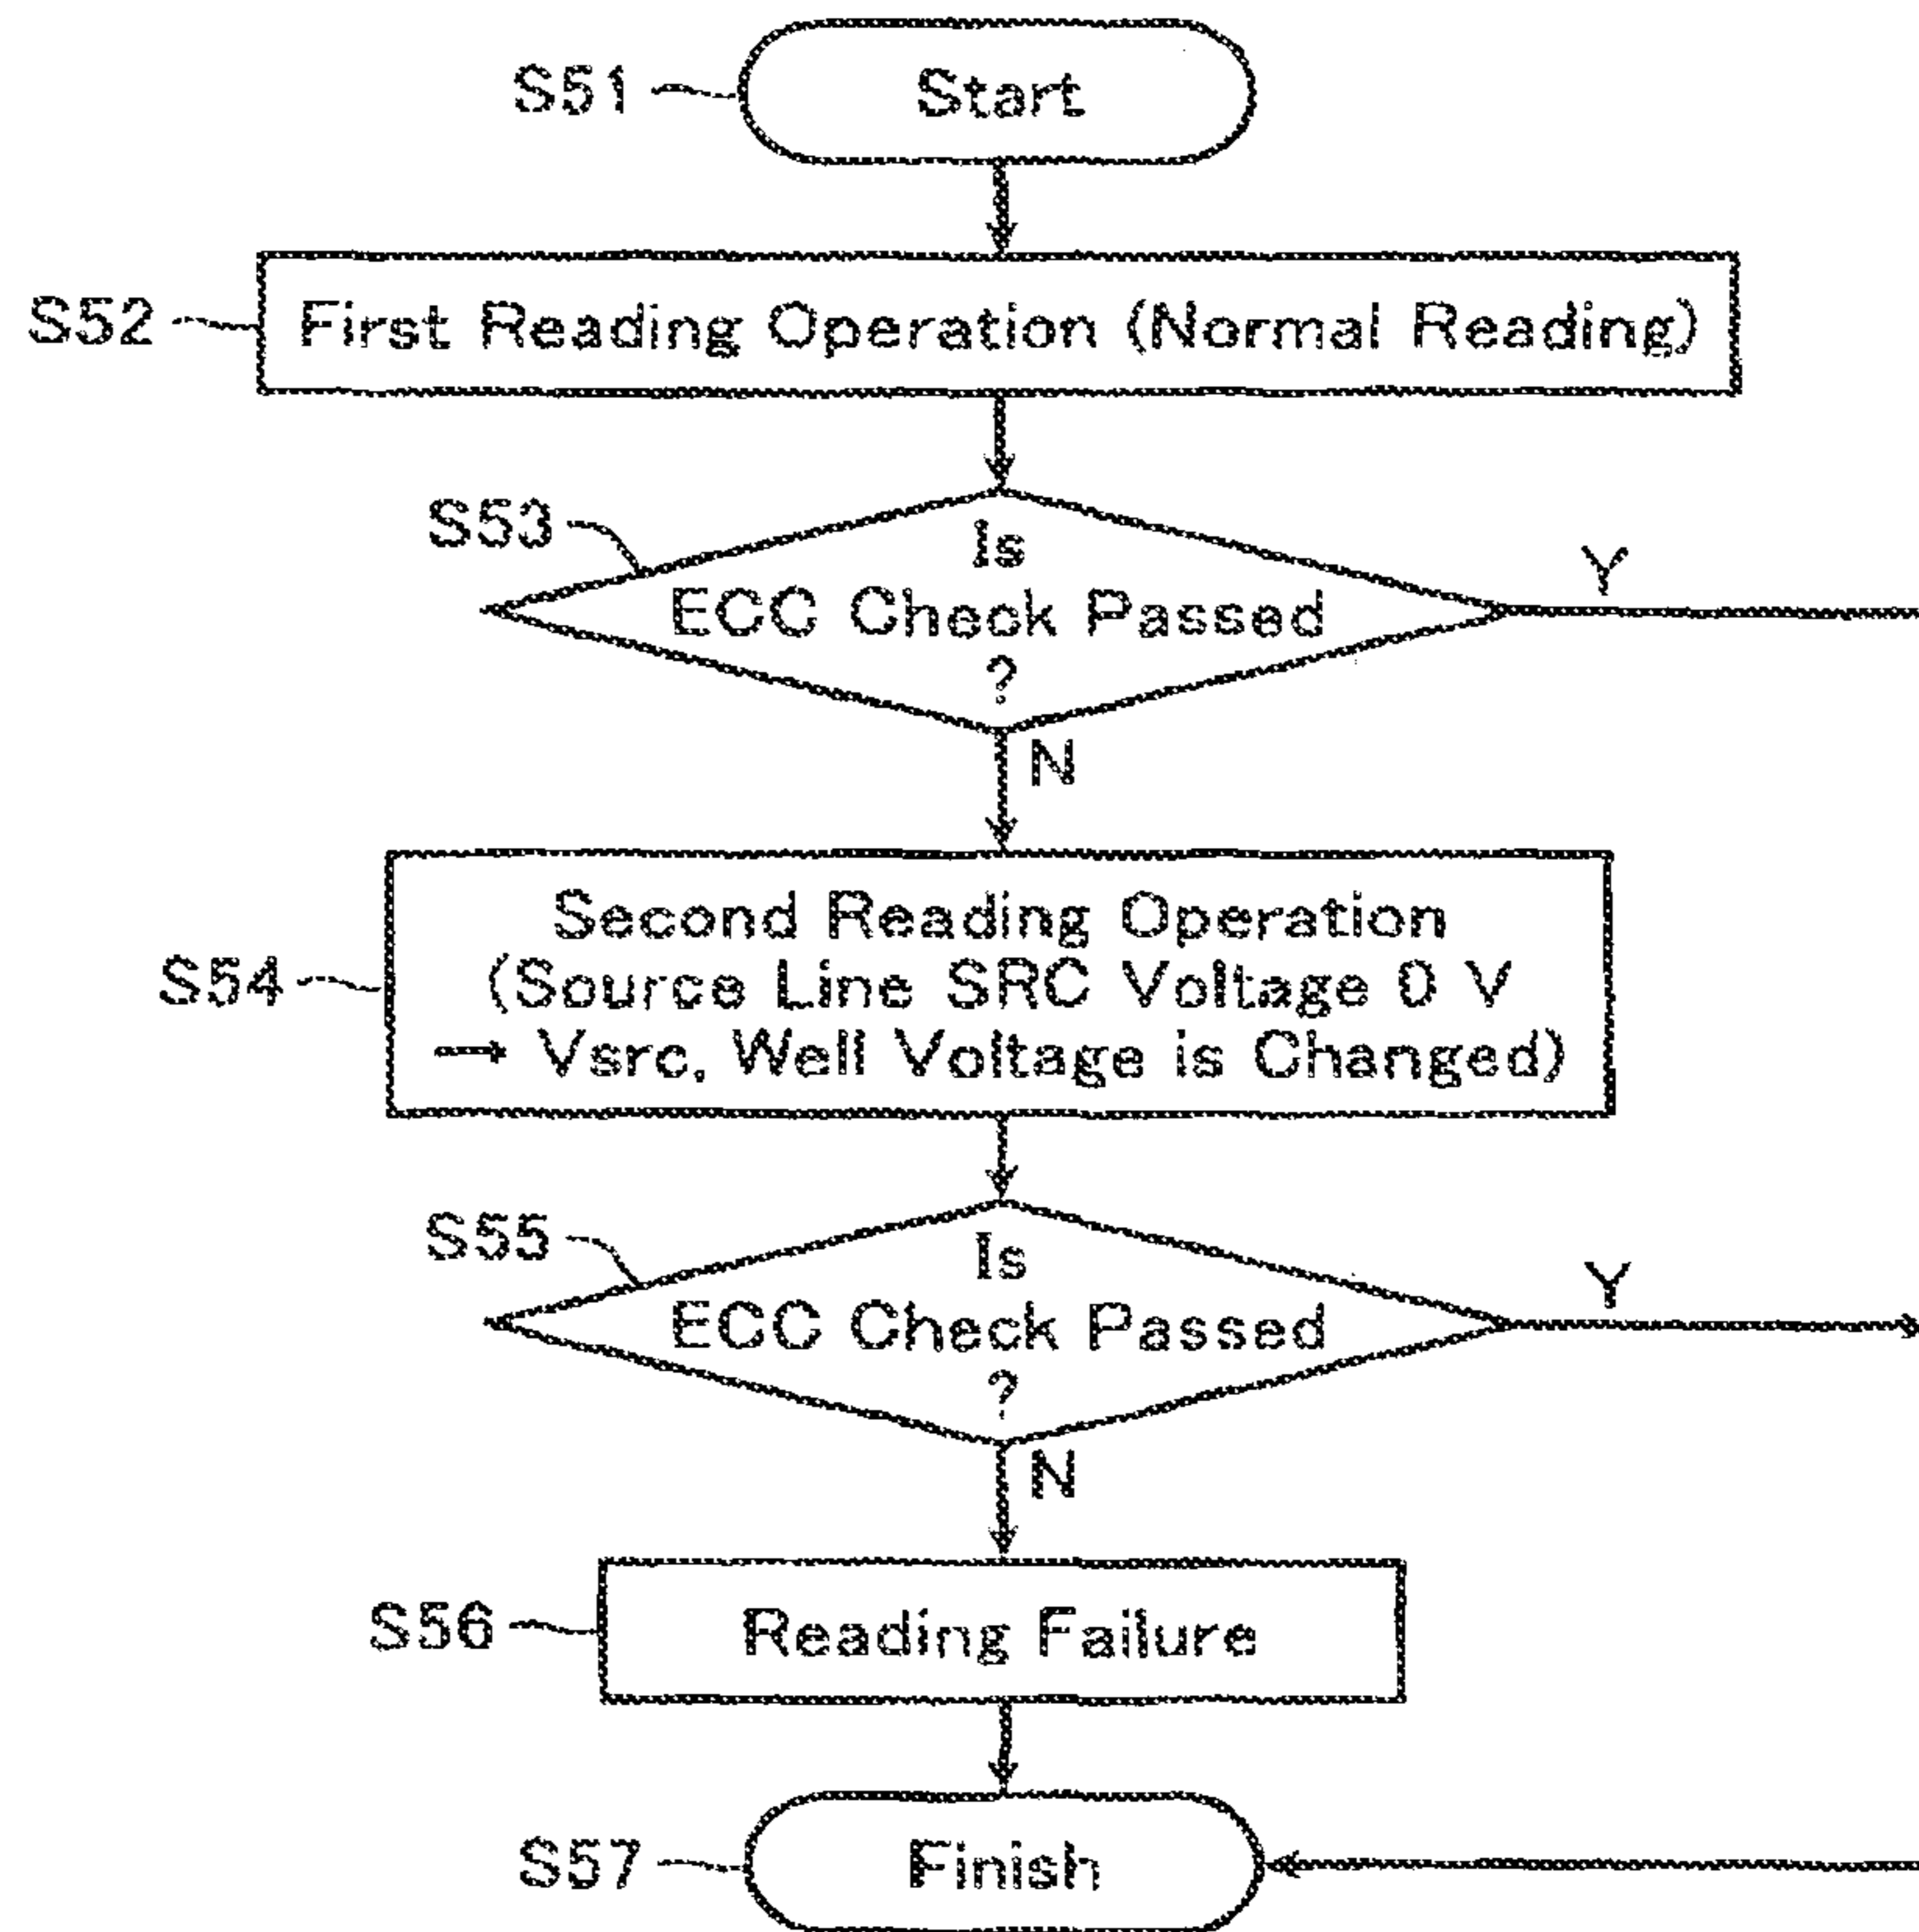 S51
Start
S52
First Reading Operation (Normal Reading)
S53
Is
ECC Check Passed
?
Y
N
S54
Second Reading Operation
(Source Line SRC Voltage 0 V
→ Vsrc, Well Voltage is Changed)
S55
Is
ECC Check Passed
?
Y
N
S56
Reading Failure
S57
Finish